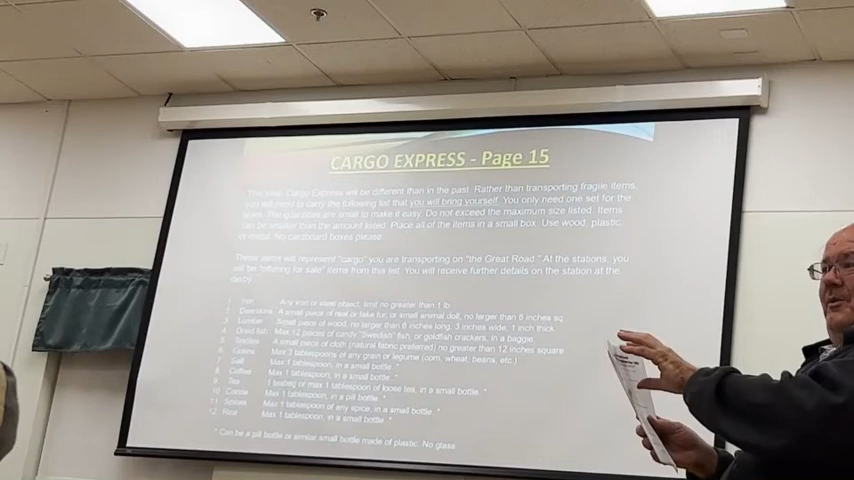 CARGO EXPRESS - Page 15
This year, Cargo Express will be different than in the past. Rather than transporting fragile items,
you will need to carry the following list that you will bring yourself. You only need one set for the
team. The quantities are small to make it easy. Do not exceed the maximum size listed. Items
can be smaller than the amount listed. Place all of the items in a small box. Use wood, plastic,
or metal. No cardboard boxes please.
These items will represent "cargo" you are transporting on "the Great Road." At the stations, you
will be "offering for sale" items from this list. You will receive further details on the station at the
derby.
1 Iron Any iron or steel object, limit no greater than 1 lb
2 Deerskins A small piece of real or fake fur, or small animal doll, no larger than 6 inches sq.
3 Lumber Small piece of wood, no larger than 6 inches long, 3 inches wide, 1 inch thick.
4 Dried fish Max 12 pieces of candy "Swedish" fish, or goldfish crackers, in a baggie.
5 Textiles A small piece of cloth (natural fabric preferred) no greater than 12 inches square.
6 Grains Max 3 tablespoons of any grain or legume (corn, wheat, beans, etc.)
7 Salt Max 1 tablespoon, in a small bottle. *
8 Coffee Max 1 tablespoon, in a small bottle. *
9 Tea 1 teabag or max 1 tablespoon of loose tea, in a small bottle. *
10 Cocoa Max 1 tablespoon, in a pill bottle. *
11 Spices Max 1 tablespoon of any spice, in a small bottle. *
12 Rice Max 1 tablespoon, in a small bottle. *
* Can be a pill bottle or similar small bottle made of plastic. No glass